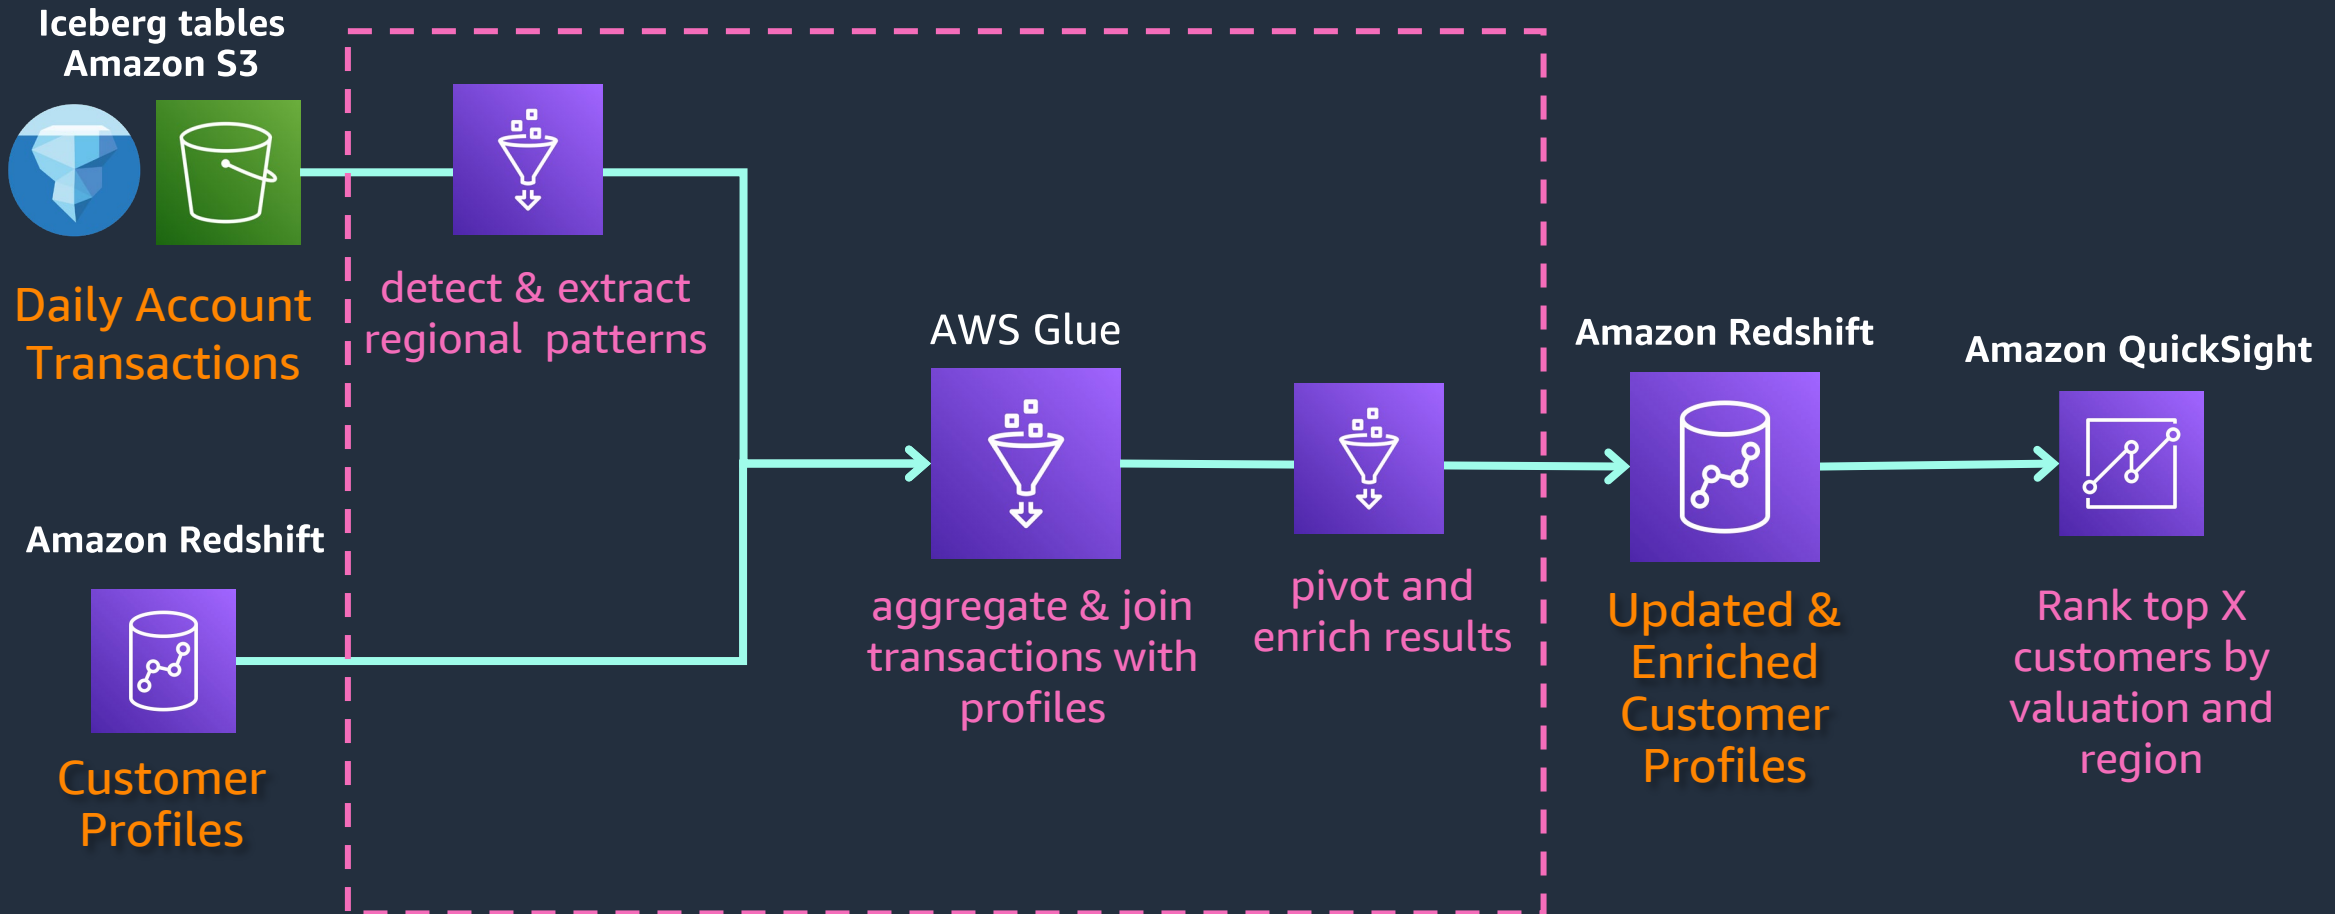 Iceberg tables
Amazon S3
Daily Account
Transactions
detect & extract
regional patterns
Amazon Redshift
Customer
Profiles
AWS Glue
aggregate & join
transactions with
profiles
pivot and
enrich results
Amazon Redshift
Updated &
Enriched
Customer
Profiles
Amazon QuickSight
Rank top X
customers by
valuation and
region